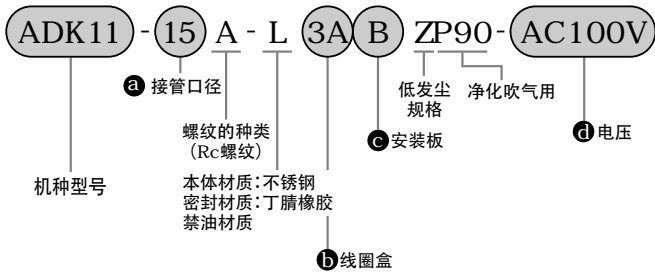 ADK11 - 15 A - L 3A B ZP90 - AC100V
a 接管口径
低发尘
规格
净化吹气用
螺纹的种类
（Rc螺纹）
c 安装板
d 电压
机种型号
本体材质：不锈钢
密封材质：丁腈橡胶
禁油材质
b 线圈盒